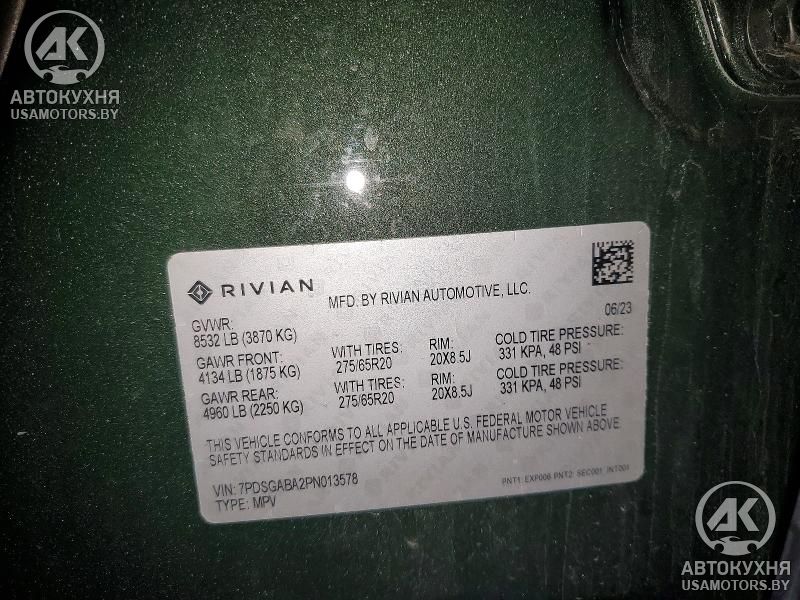 AK
АВТОКУХНЯ
USAMOTORS.BY
RIVIAN
MFD. BY RIVIAN AUTOMOTIVE, LLC.
06/23
GVWR:
8532 LB (3870 KG)
GAWR FRONT: WITH TIRES: RIM: COLD TIRE PRESSURE:
4134 LB (1875 KG) 275/65R20 20X8.5J 331 KPA, 48 PSI
GAWR REAR: WITH TIRES: RIM: COLD TIRE PRESSURE:
4960 LB (2250 KG) 275/65R20 20X8.5J 331 KPA, 48 PSI
THIS VEHICLE CONFORMS TO ALL APPLICABLE U.S. FEDERAL MOTOR VEHICLE
SAFETY STANDARDS IN EFFECT ON THE DATE OF MANUFACTURE SHOWN ABOVE.
VIN: 7PDSGABA2PN013578
TYPE: MPV
PNT1: EXP006 PNT2: SEC001 INT001
AK
АВТОКУХНЯ
USAMOTORS.BY